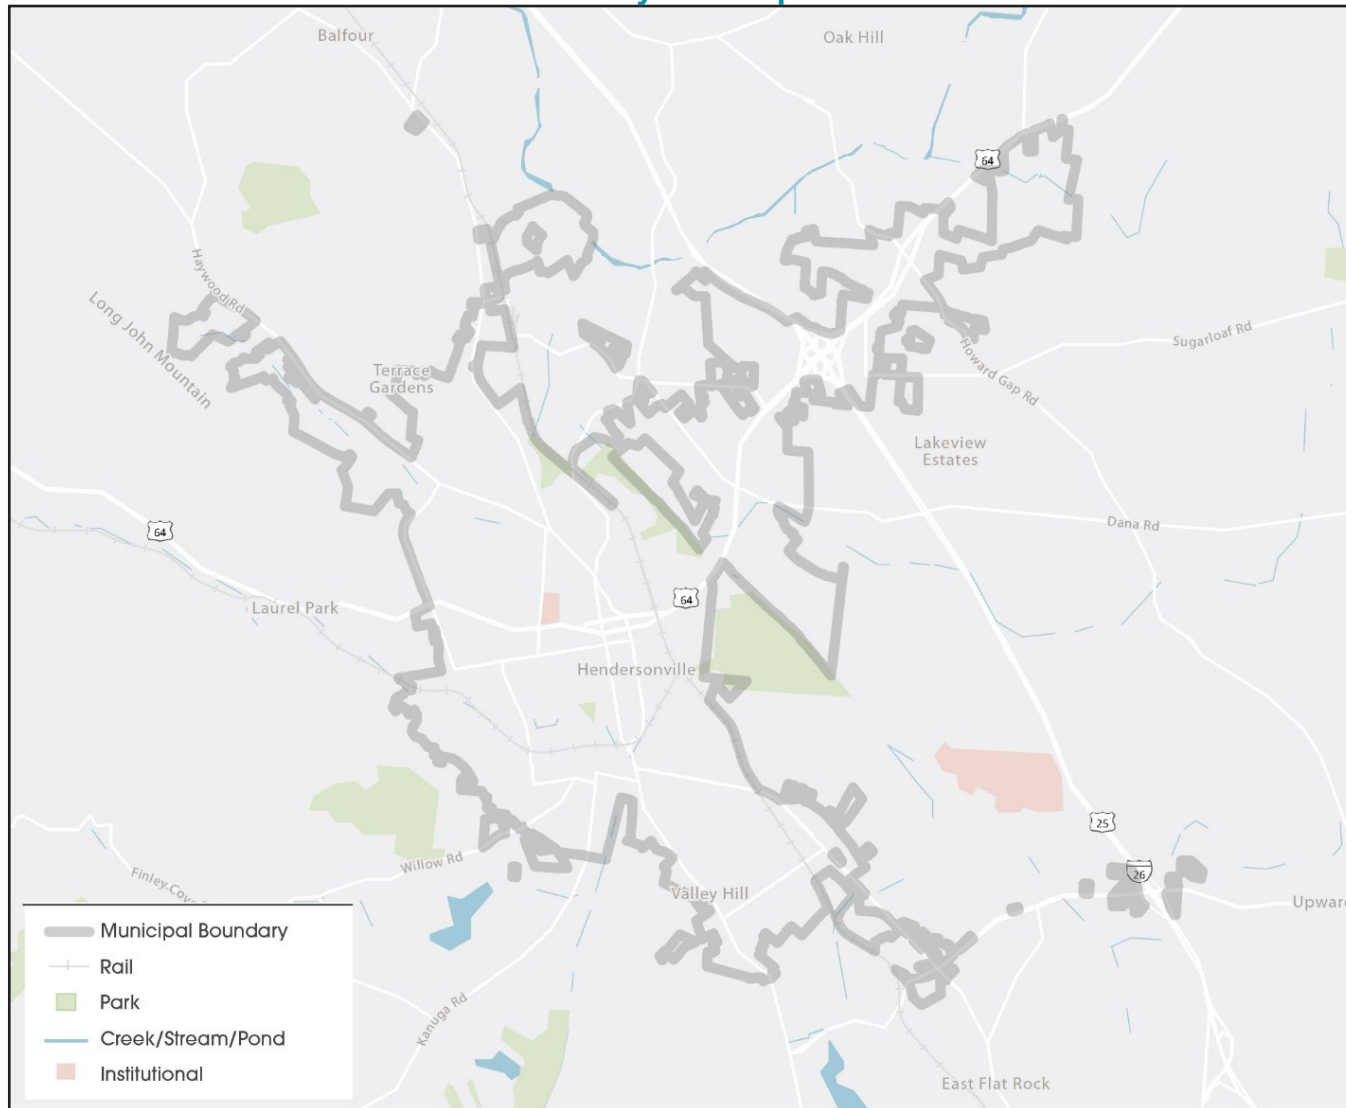 Balfour
Oak Hill
64
Haywood Rd
Long John Mountain
Terrace
Gardens
Sugarloaf Rd
Howard Gap Rd
Lakeview
Estates
64
Dana Rd
64
Laurel Park
Hendersonville
25
Willow Rd
26
Valley Hill
Upward
Kanuga Rd
East Flat Rock
Municipal Boundary
Rail
Park
Creek/Stream/Pond
Institutional